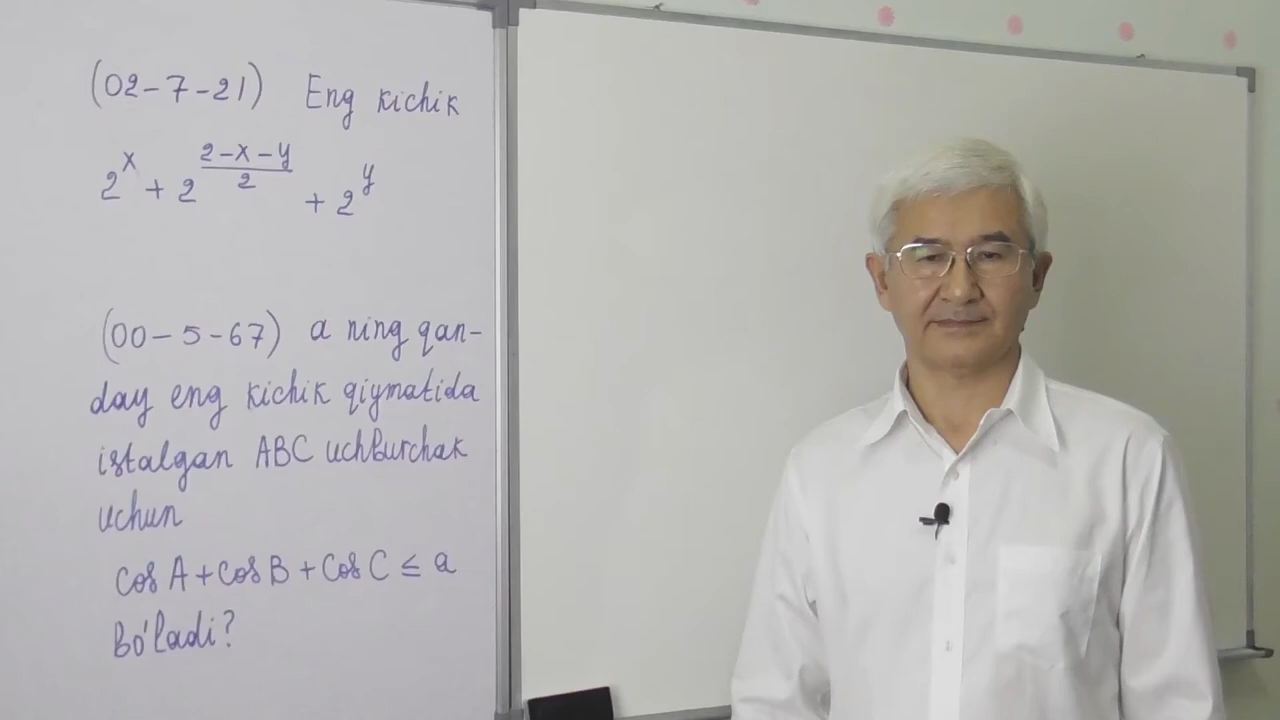 (02-7-21) Eng kichik
2^x + 2^((2-x-y)/2) + 2^y
(00-5-67) a ning qan-
day eng kichik qiymatida
istalgan ABC uchburchak
uchun
cos A + cos B + cos C ≤ a
bo'ladi?